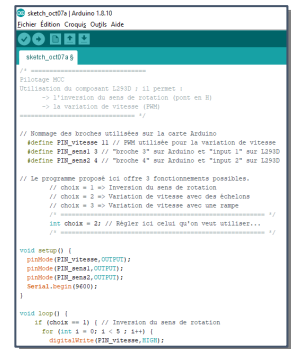 sketch_oct07a | Arduino 1.8.10
Fichier Édition Croquis Outils Aide
sketch_oct07a §
/* ================================
Pilotage MCC
Utilisation du composant L293D : il permet :
-> l'inversion du sens de rotation (pont en H)
-> la variation de vitesse (PWM)
================================ */
// Nommage des broches utilisées sur la carte Arduino
#define PIN_vitesse 11 // PWM utilisée pour la variation de vitesse
#define PIN_sens1 3 // "broche 3" sur Arduino et "input 1" sur L293D
#define PIN_sens2 4 // "broche 4" sur Arduino et "input 2" sur L293D
// Le programme proposé ici offre 3 fonctionnements possibles.
// choix = 1 => Inversion du sens de rotation
// choix = 2 => Variation de vitesse avec des échelons
// choix = 3 => Variation de vitesse avec une rampe
/* ======================================================== */
int choix = 2; // Régler ici celui qu'on veut utiliser...
/* ======================================================== */
void setup() {
pinMode(PIN_vitesse,OUTPUT);
pinMode(PIN_sens1,OUTPUT);
pinMode(PIN_sens2,OUTPUT);
Serial.begin(9600);
}
void loop() {
if (choix == 1) { // Inversion du sens de rotation
for (int i = 0; i < 5 ; i++) {
digitalWrite(PIN_vitesse,HIGH);